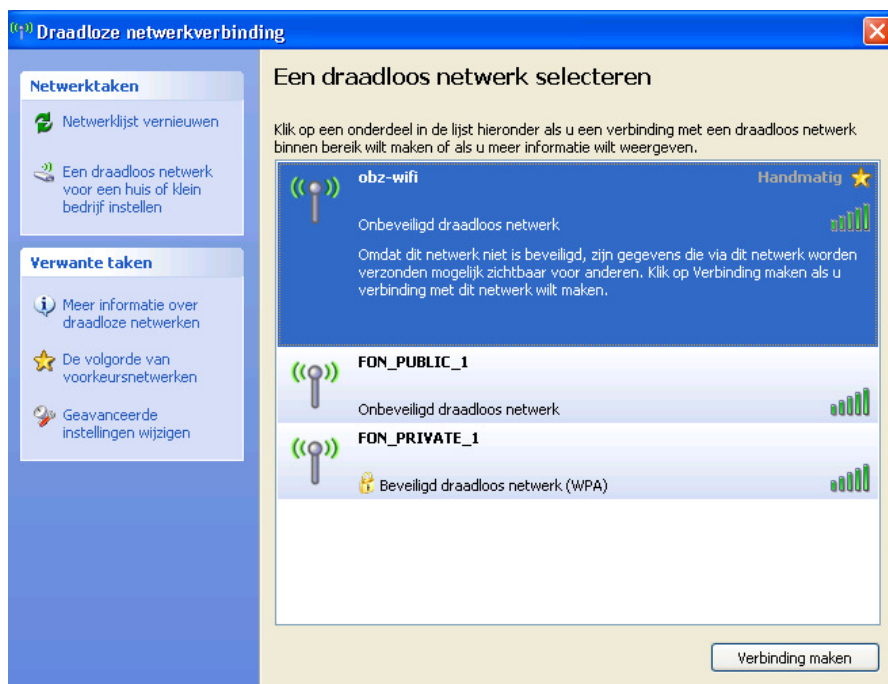 Draadloze netwerkverbinding
Netwerktaken
Netwerklijst vernieuwen
Een draadloos netwerk
voor een huis of klein
bedrijf instellen
Verwante taken
Meer informatie over
draadloze netwerken
De volgorde van
voorkeursnetwerken
Geavanceerde
instellingen wijzigen
Een draadloos netwerk selecteren
Klik op een onderdeel in de lijst hieronder als u een verbinding met een draadloos netwerk
binnen bereik wilt maken of als u meer informatie wilt weergeven.
obz-wifi
Handmatig
Onbeveiligd draadloos netwerk
Omdat dit netwerk niet is beveiligd, zijn gegevens die via dit netwerk worden
verzonden mogelijk zichtbaar voor anderen. Klik op Verbinding maken als u
verbinding met dit netwerk wilt maken.
FON_PUBLIC_1
Onbeveiligd draadloos netwerk
FON_PRIVATE_1
Beveiligd draadloos netwerk (WPA)
Verbinding maken